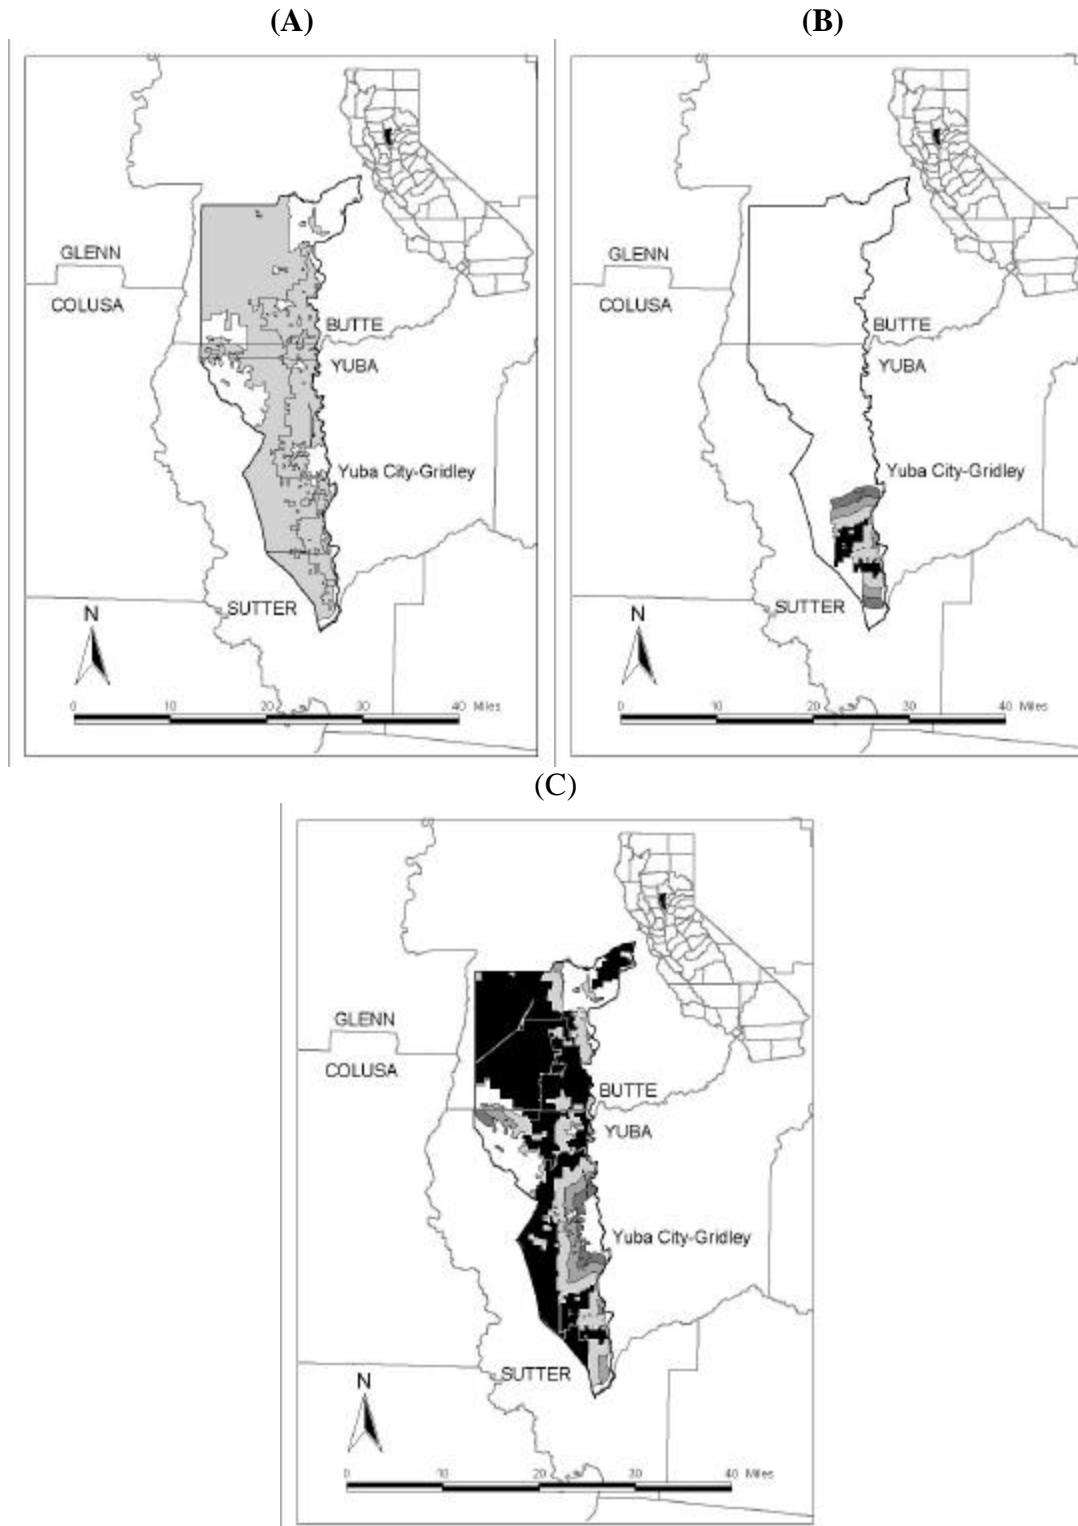 (A)
GLENN
COLUSA
BUTTE
YUBA
Yuba City-Gridley
SUTTER
N
0 10 20 30 40 Miles
(B)
GLENN
COLUSA
BUTTE
YUBA
Yuba City-Gridley
SUTTER
N
0 10 20 30 40 Miles
(C)
GLENN
COLUSA
BUTTE
YUBA
Yuba City-Gridley
SUTTER
N
0 10 20 30 40 Miles